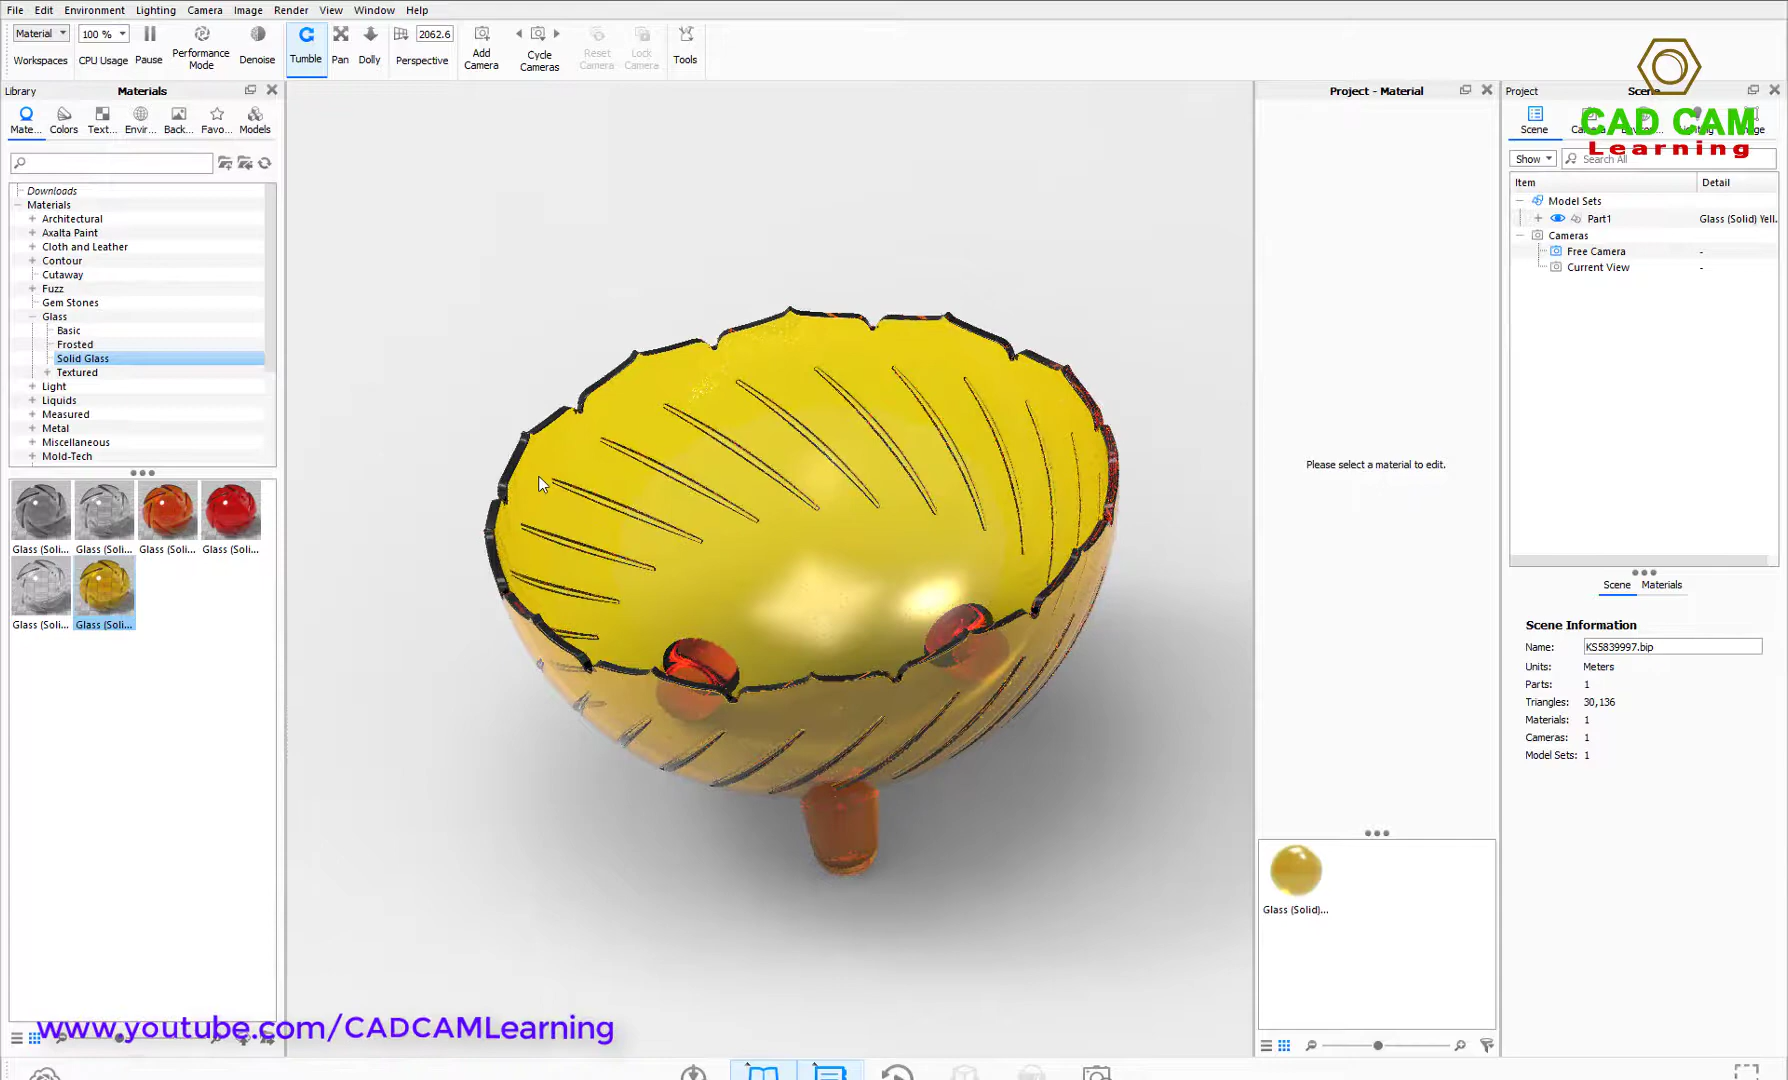 File Edit Environment Lighting Camera Image Render View Window Help
Material 100 % 2062.6
Workspaces CPU Usage Pause Performance Mode Denoise Tumble Pan Dolly Perspective Add Camera Cycle Cameras Reset Camera Lock Camera Tools
Library Materials
Mate... Colors Text... Envir... Back... Favo... Models
Downloads
Materials
Architectural
Axalta Paint
Cloth and Leather
Contour
Cutaway
Fuzz
Gem Stones
Glass
Basic
Frosted
Solid Glass
Textured
Light
Liquids
Measured
Metal
Miscellaneous
Mold-Tech
Glass (Soli... Glass (Soli... Glass (Soli... Glass (Soli...
Glass (Soli... Glass (Soli...
www.youtube.com/CADCAMLearning
Project - Material
Please select a material to edit.
Glass (Solid)...
Project Scene
CAD CAM
Learning
Scene
Show Search All
Item Detail
Model Sets
Part1 Glass (Solid) Yell...
Cameras
Free Camera -
Current View -
Scene Materials
Scene Information
Name: KS5839997.bip
Units: Meters
Parts: 1
Triangles: 30,136
Materials: 1
Cameras: 1
Model Sets: 1